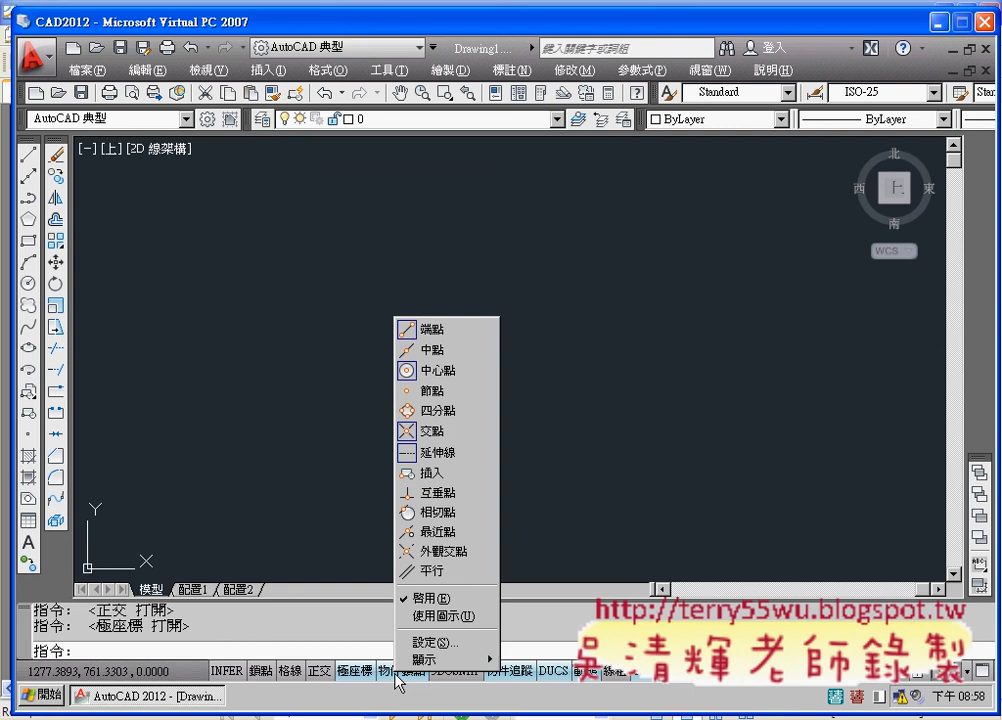 CAD2012 - Microsoft Virtual PC 2007
AutoCAD 典型
Drawing1....
鍵入關鍵字或詞組
登入
檔案(F) 編輯(E) 檢視(V) 插入(I) 格式(O) 工具(T) 繪製(D) 標註(N) 修改(M) 參數式(P) 視窗(W) 說明(H)
Standard
ISO-25
Stan
AutoCAD 典型
0
ByLayer
ByLayer
[−] [上] [2D 線架構]
北
西
上
東
南
WCS
端點
中點
中心點
節點
四分點
交點
延伸線
插入
互垂點
相切點
最近點
外觀交點
平行
啓用(E)
使用圖示(U)
設定(S)...
顯示
Y
X
模型 配置1 配置2
指令: <正交 打開>
指令: <極座標 打開>
指令:
http://terry55wu.blogspot.tw
吳清輝老師錄製
1277.3893, 761.3303, 0.0000
INFER 鎖點 格線 正交 極座標
DUCS
開始
AutoCAD 2012 - [Drawin...
下午 08:58